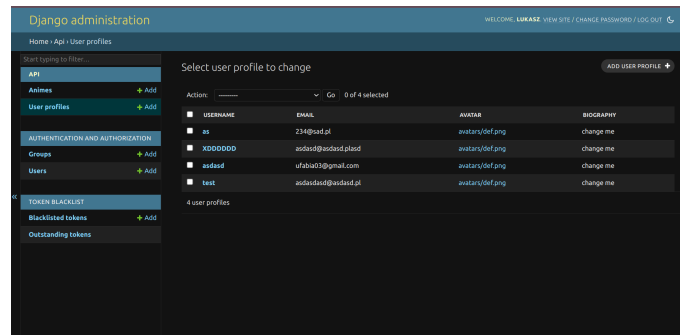 Django administration
WELCOME, LUKASZ. VIEW SITE / CHANGE PASSWORD / LOG OUT
Home › Api › User profiles
Start typing to filter...
API
Animes + Add
User profiles + Add
AUTHENTICATION AND AUTHORIZATION
Groups + Add
Users + Add
TOKEN BLACKLIST
Blacklisted tokens + Add
Outstanding tokens
«
Select user profile to change
ADD USER PROFILE +
Action: --------- Go 0 of 4 selected
USERNAME EMAIL AVATAR BIOGRAPHY
as 234@sad.pl avatars/def.png change me
XDDDDDD asdasd@asdasd.plasd avatars/def.png change me
asdasd ufabia03@gmail.com avatars/def.png change me
test asdasdasd@asdasd.pl avatars/def.png change me
4 user profiles